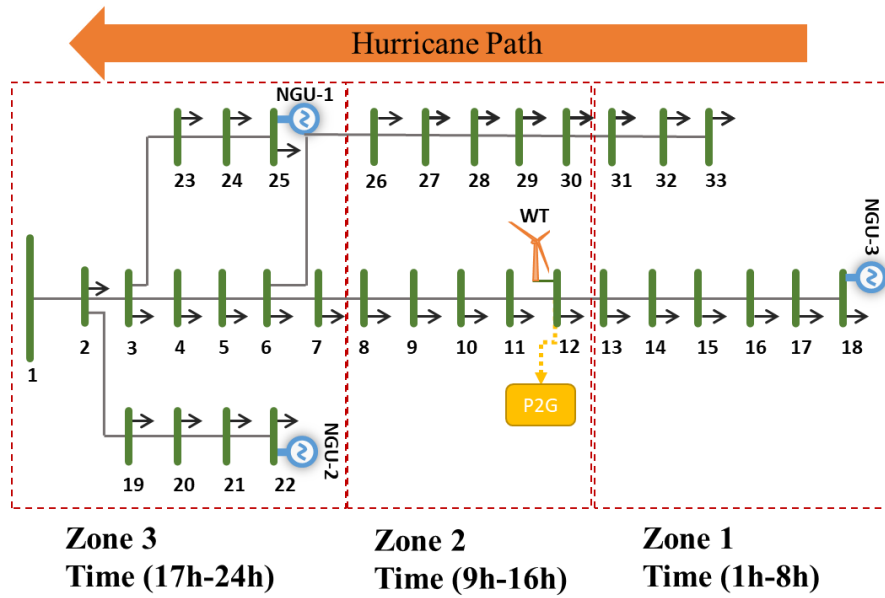 Hurricane Path
NGU-1
23 24 25 26 27 28 29 30 31 32 33
WT
NGU-3
1 2 3 4 5 6 7 8 9 10 11 12 13 14 15 16 17 18
P2G
NGU-2
19 20 21 22
Zone 3
Time (17h-24h)
Zone 2
Time (9h-16h)
Zone 1
Time (1h-8h)